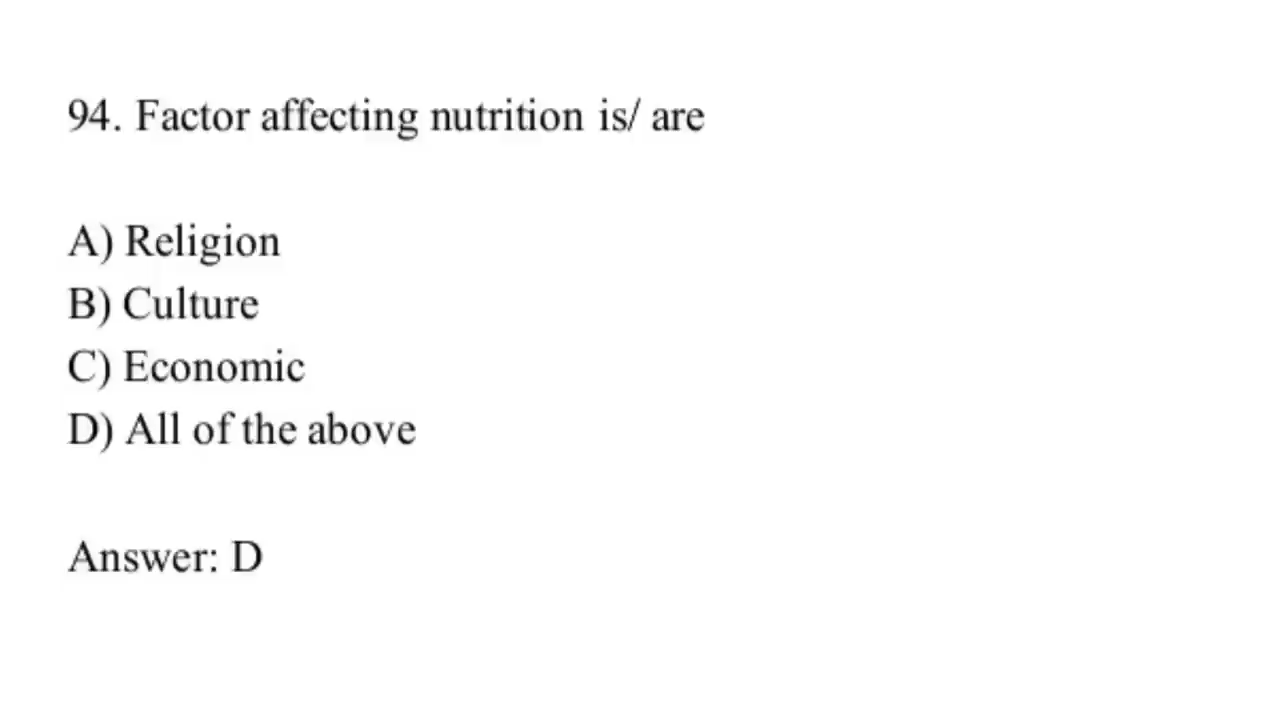 94. Factor affecting nutrition is/ are
A) Religion
B) Culture
C) Economic
D) All of the above
Answer: D